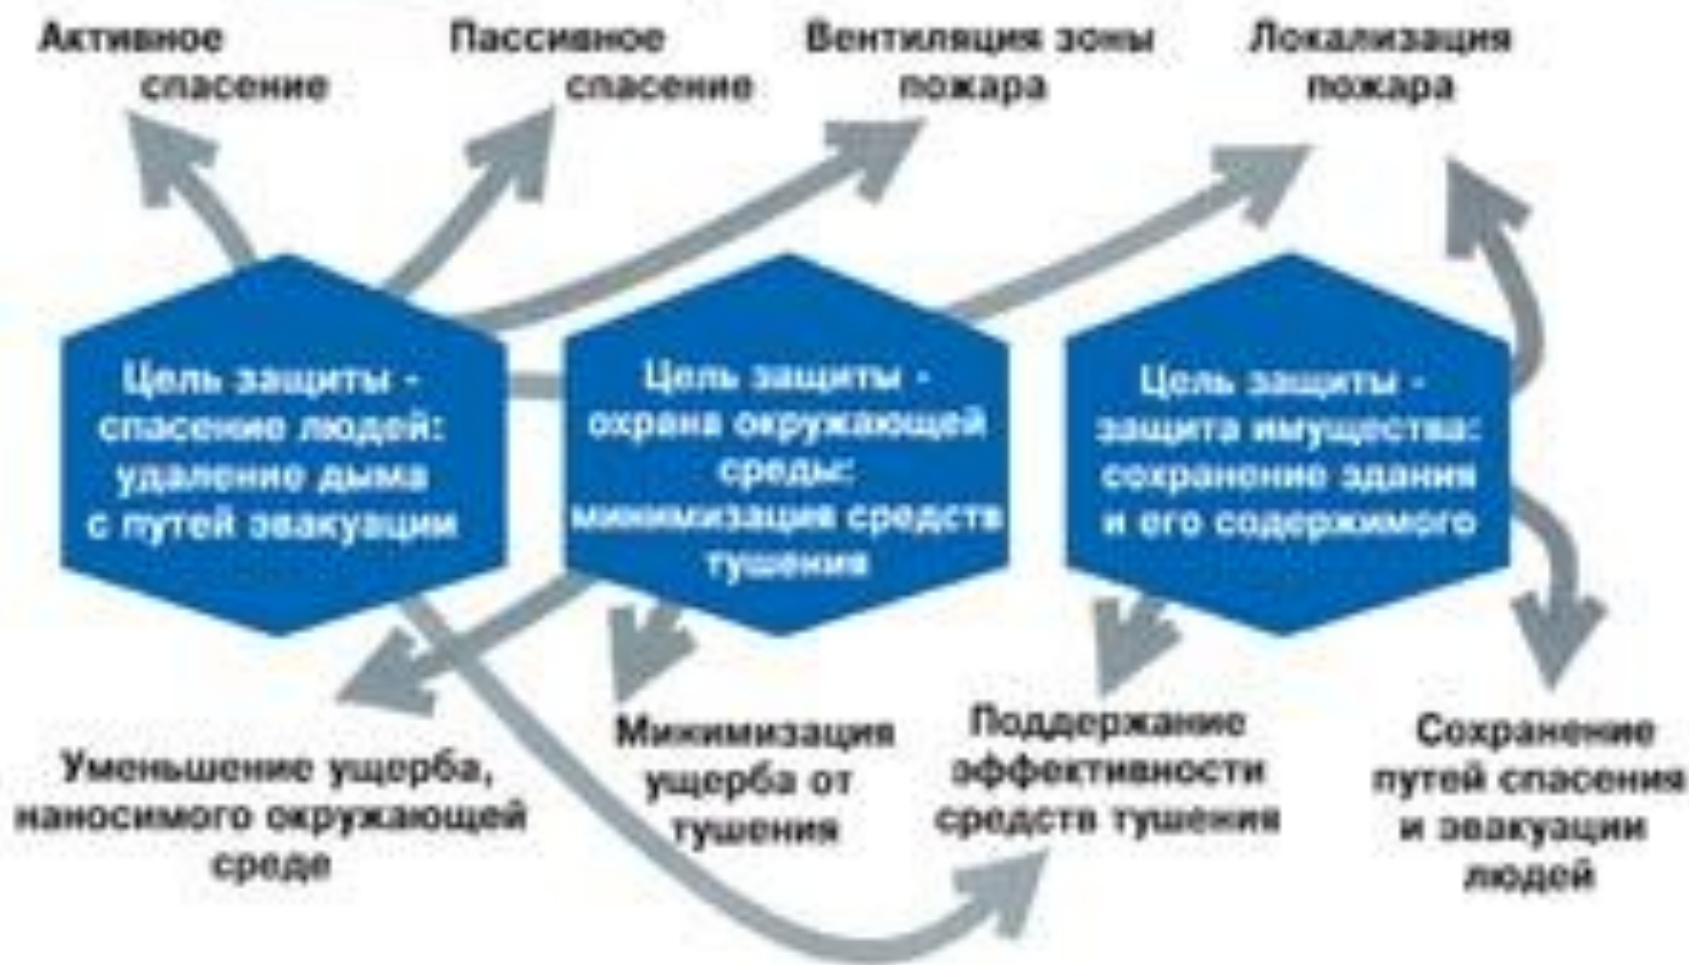 Активное
спасение
Пассивное
спасение
Вентиляция зоны
пожара
Локализация
пожара
Цель защиты -
спасение людей:
удаление дыма
с путей эвакуации
Цель защиты -
охрана окружающей
среды:
минимизация средств
тушения
Цель защиты -
защита имущества:
сохранение здания
и его содержимого
Уменьшение ущерба,
наносимого окружающей
среде
Минимизация
ущерба от
тушения
Поддержание
эффективности
средств тушения
Сохранение
путей спасения
и эвакуации
людей